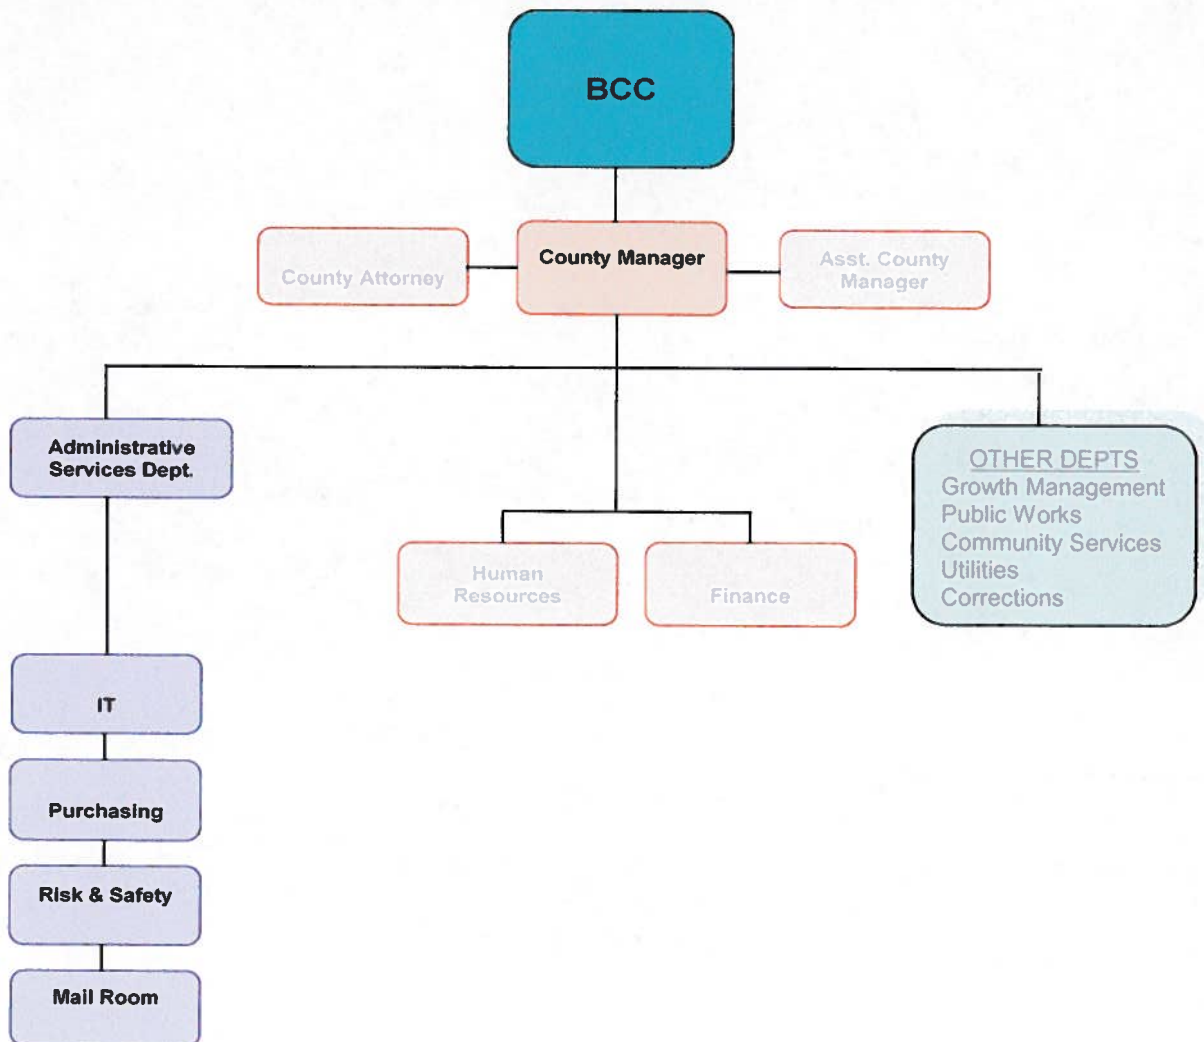 BCC
County Attorney
County Manager
Asst. County
Manager
Administrative
Services Dept.
OTHER DEPTS
Growth Management
Public Works
Community Services
Utilities
Corrections
Human
Resources
Finance
IT
Purchasing
Risk & Safety
Mail Room